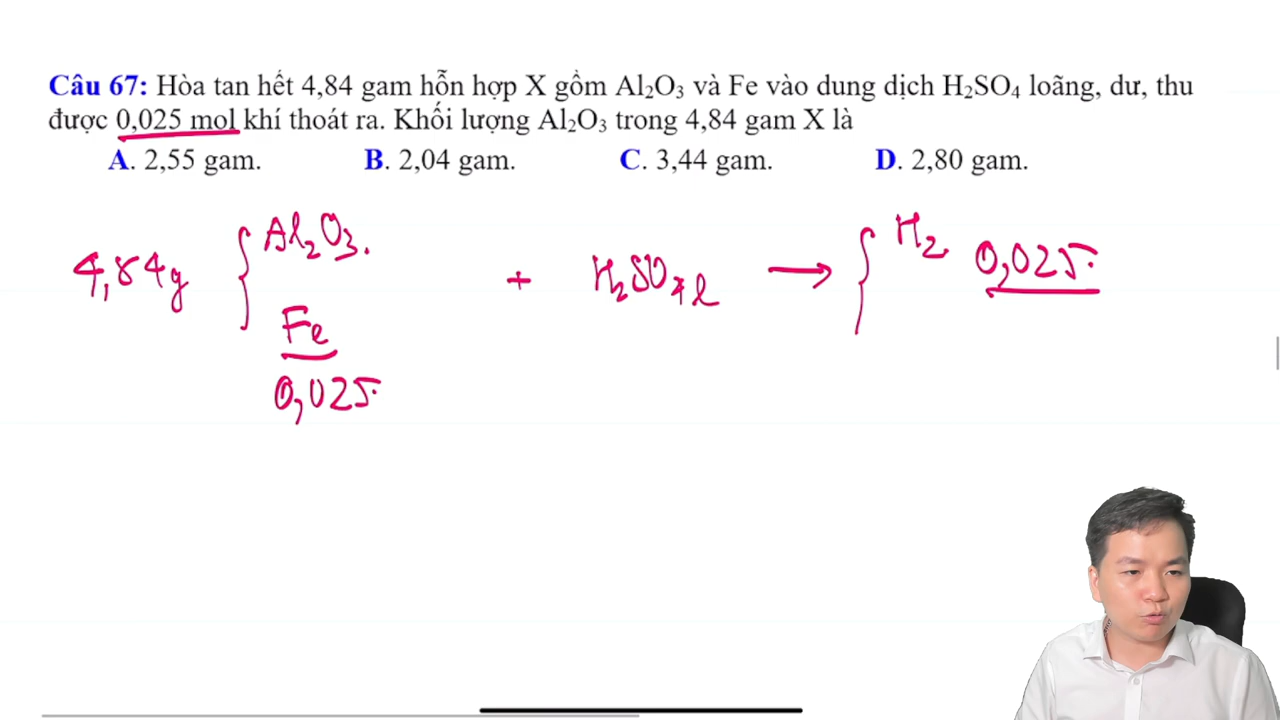 Câu 67: Hòa tan hết 4,84 gam hỗn hợp X gồm Al₂O₃ và Fe vào dung dịch H₂SO₄ loãng, dư, thu
được 0,025 mol khí thoát ra. Khối lượng Al₂O₃ trong 4,84 gam X là
A. 2,55 gam. B. 2,04 gam. C. 3,44 gam. D. 2,80 gam.
4,84g { Al₂O₃. + H₂SO₄ l → { H₂ 0,025.
Fe
0,025.